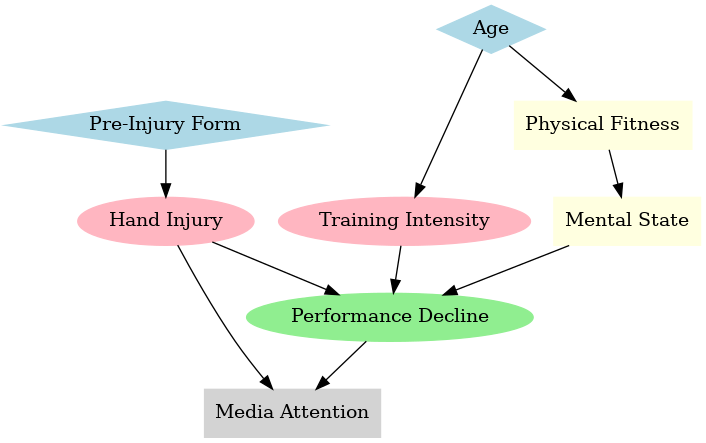 Age
Pre-Injury Form
Physical Fitness
Hand Injury
Training Intensity
Mental State
Performance Decline
Media Attention